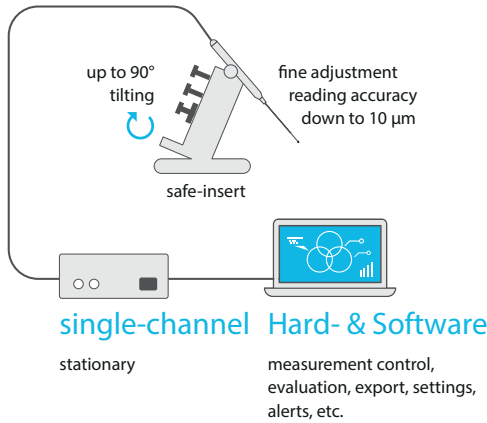 up to 90°
tilting
fine adjustment
reading accuracy
down to 10 µm
safe-insert
single-channel
stationary
Hard- & Software
measurement control,
evaluation, export, settings,
alerts, etc.